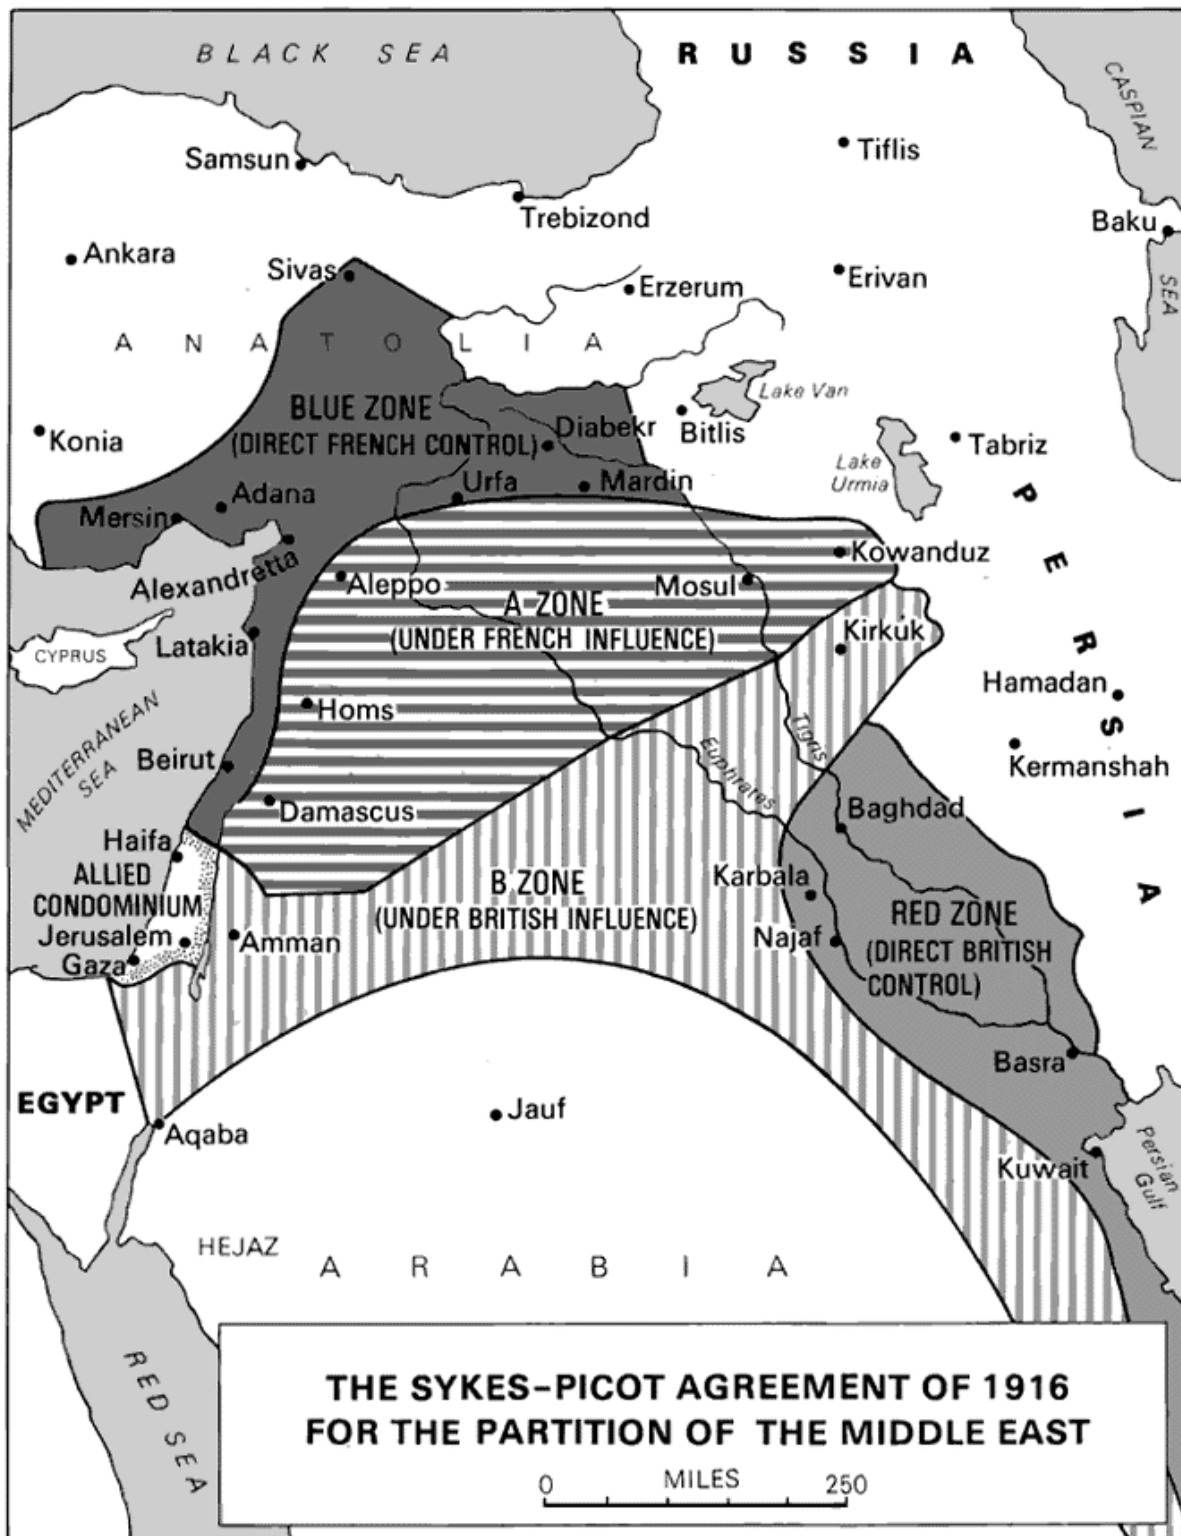 BLACK SEA
RUSSIA
CASPIAN
SEA
Samsun
Tiflis
Trebizond
Baku
Ankara
Sivas
Erzerum
Erivan
ANATOLIA
Lake Van
BLUE ZONE
(DIRECT FRENCH CONTROL)
Diabekr
Bitlis
Konia
Tabriz
Lake
Urmia
Urfa
Mardin
Adana
Mersin
PERSIA
Alexandretta
Aleppo
Mosul
Kowanduz
A ZONE
(UNDER FRENCH INFLUENCE)
Kirkuk
Latakia
CYPRUS
Hamadan
MEDITERRANEAN
SEA
Homs
Tigris
Euphrates
Beirut
Kermanshah
Damascus
Baghdad
Haifa
ALLIED
CONDOMINIUM
B ZONE
(UNDER BRITISH INFLUENCE)
Karbala
Najaf
RED ZONE
(DIRECT BRITISH
CONTROL)
Jerusalem
Gaza
Amman
Basra
EGYPT
Aqaba
Jauf
Kuwait
Persian
Gulf
HEJAZ
ARABIA
RED SEA
THE SYKES-PICOT AGREEMENT OF 1916
FOR THE PARTITION OF THE MIDDLE EAST
0 MILES 250